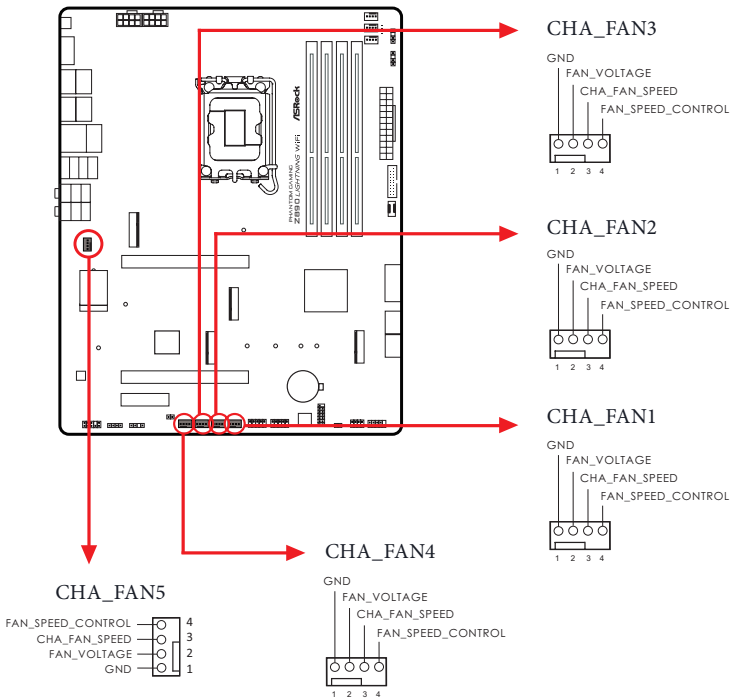 CHA_FAN3
GND
FAN_VOLTAGE
CHA_FAN_SPEED
FAN_SPEED_CONTROL
1 2 3 4
ASRock
PHANTOM GAMING
Z890 LIGHTNING WiFi
CHA_FAN2
GND
FAN_VOLTAGE
CHA_FAN_SPEED
FAN_SPEED_CONTROL
1 2 3 4
CHA_FAN1
GND
FAN_VOLTAGE
CHA_FAN_SPEED
FAN_SPEED_CONTROL
1 2 3 4
CHA_FAN4
GND
FAN_VOLTAGE
CHA_FAN_SPEED
FAN_SPEED_CONTROL
1 2 3 4
CHA_FAN5
FAN_SPEED_CONTROL 4
CHA_FAN_SPEED 3
FAN_VOLTAGE 2
GND 1